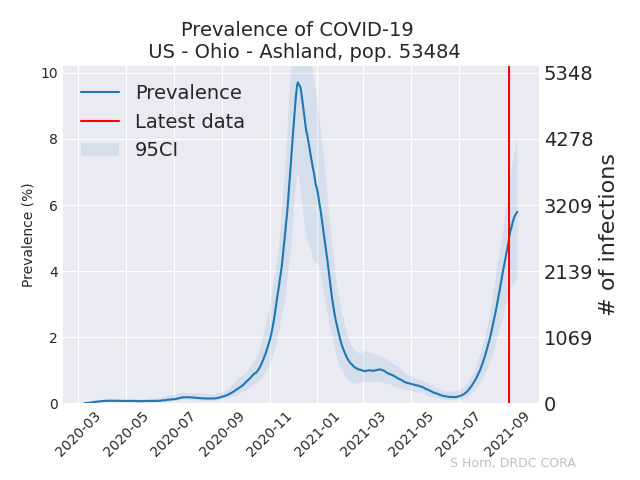 Prevalence of COVID-19
US - Ohio - Ashland, pop. 53484
Prevalence
Latest data
95CI
Prevalence (%)
10
8
6
4
2
0
5348
4278
3209
2139
1069
0
# of infections
2020-03
2020-05
2020-07
2020-09
2020-11
2021-01
2021-03
2021-05
2021-07
2021-09
S Horn, DRDC CORA